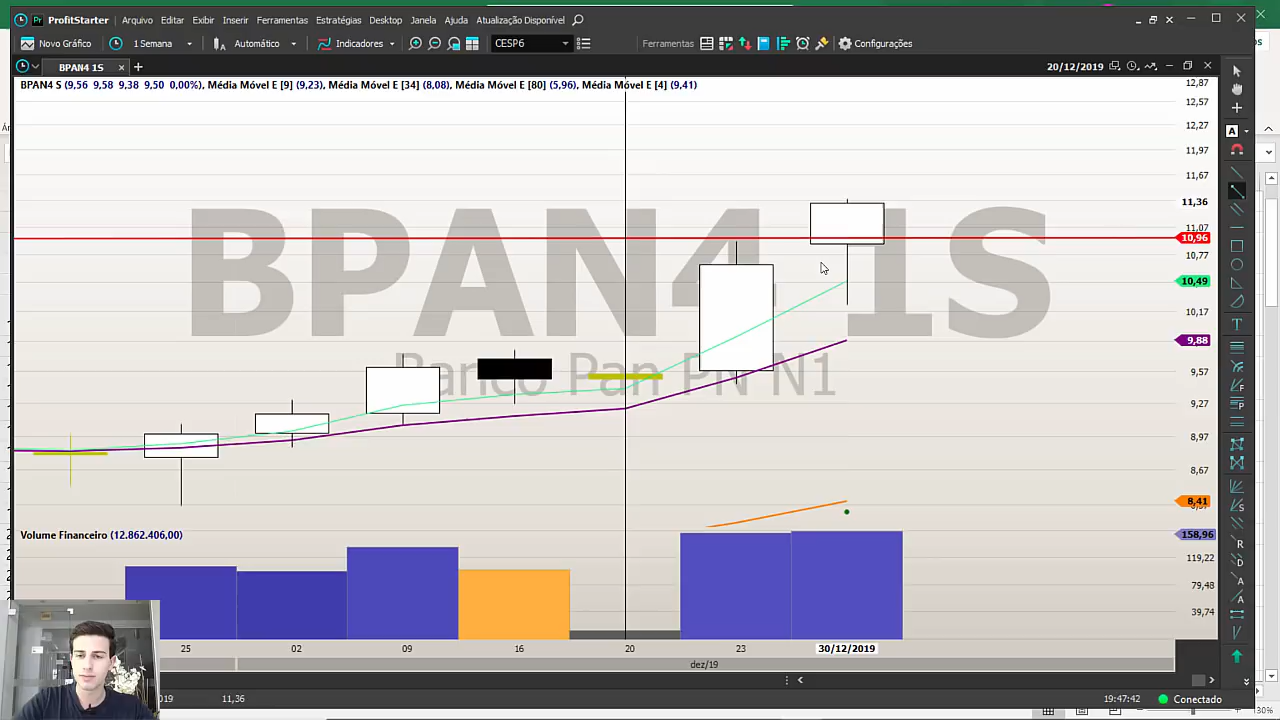 ProfitStarter Arquivo Editar Exibir Inserir Ferramentas Estratégias Desktop Janela Ajuda Atualização Disponível
Novo Gráfico 1 Semana Automático Indicadores CESP6 Ferramentas Configurações
BPAN4 1S 20/12/2019
BPAN4 S (9,56 9,58 9,38 9,50 0,00%), Média Móvel E [9] (9,23), Média Móvel E [34] (8,08), Média Móvel E [80] (5,96), Média Móvel E [4] (9,41)
12,87
12,57
12,27
11,97
11,67
11,36
11,07
10,96
10,77
10,49
10,17
9,88
9,57
9,27
8,97
8,67
8,41
BPAN4 1S
Banco Pan PN N1
Volume Financeiro (12.862.406,00)
158,96
119,22
79,48
39,74
25 02 09 16 20 23 30/12/2019
dez/19
11,36 19:47:42 Conectado
30%